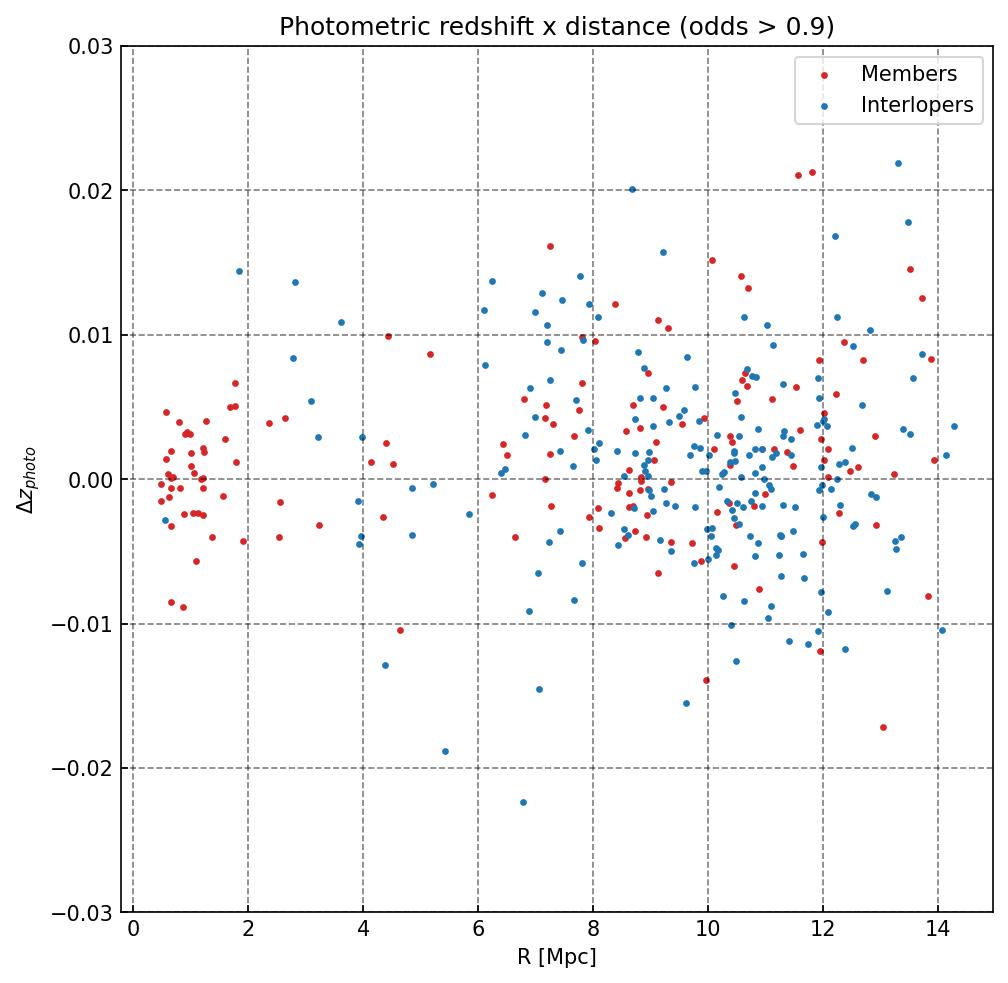 Photometric redshift x distance (odds > 0.9)
Members
Interlopers
0.03
0.02
0.01
0.00
−0.01
−0.02
−0.03
Δz_photo
0 2 4 6 8 10 12 14
R [Mpc]